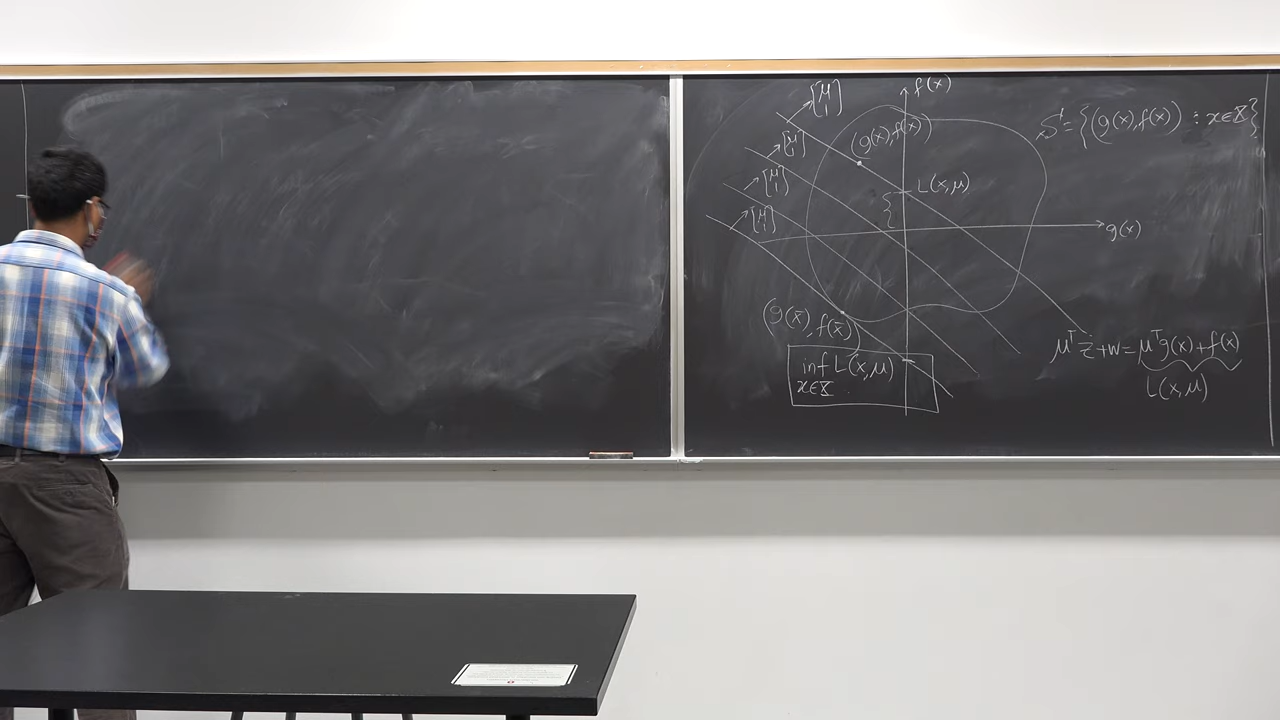 f(x)
[μ 1]
S = {(g(x), f(x)) : x ∈ X}
[μ 1]
(g(x), f(x))
[μ 1]
L(x, μ)
[μ 1]
g(x)
(g(x̄), f(x̄))
μᵀz + w = μᵀg(x) + f(x)
L(x, μ)
inf L(x, μ)
x ∈ X